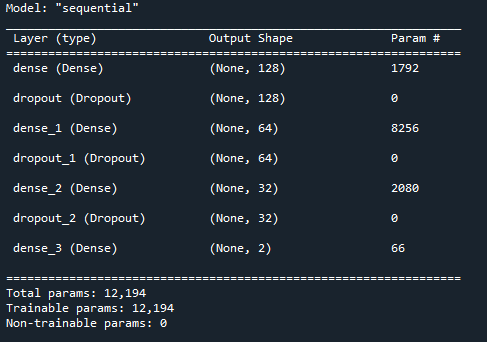 Model: "sequential"
Layer (type) Output Shape Param #
dense (Dense) (None, 128) 1792
dropout (Dropout) (None, 128) 0
dense_1 (Dense) (None, 64) 8256
dropout_1 (Dropout) (None, 64) 0
dense_2 (Dense) (None, 32) 2080
dropout_2 (Dropout) (None, 32) 0
dense_3 (Dense) (None, 2) 66
Total params: 12,194
Trainable params: 12,194
Non-trainable params: 0